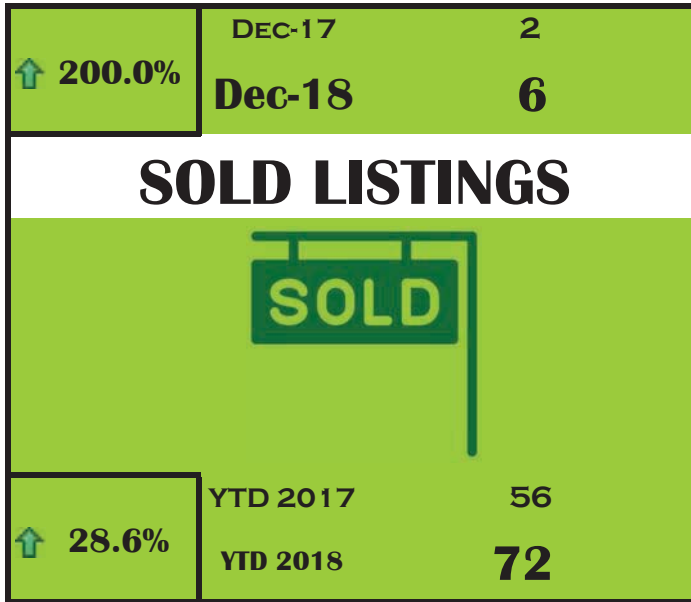 DEC-17 2
200.0%
Dec-18 6
SOLD LISTINGS
SOLD
YTD 2017 56
28.6%
YTD 2018 72